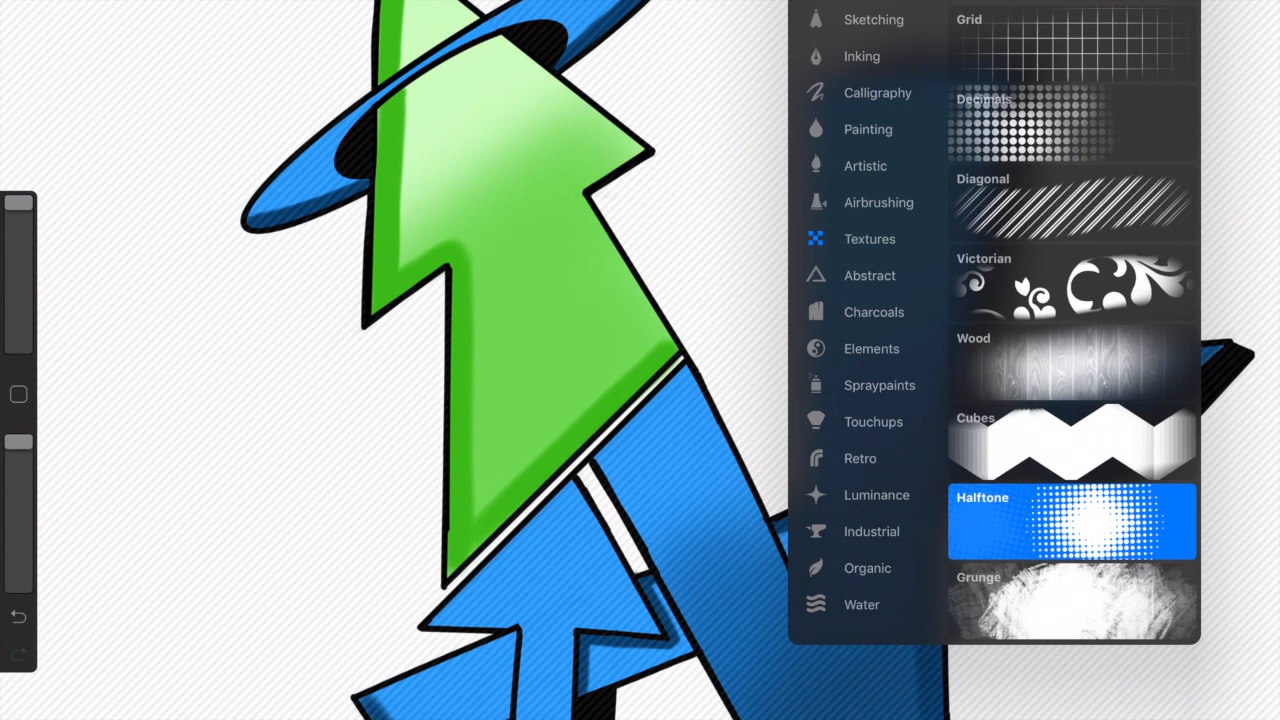 Sketching
Inking
Calligraphy
Painting
Artistic
Airbrushing
Textures
Abstract
Charcoals
Elements
Spraypaints
Touchups
Retro
Luminance
Industrial
Organic
Water
Grid
Decimals
Diagonal
Victorian
Wood
Cubes
Halftone
Grunge